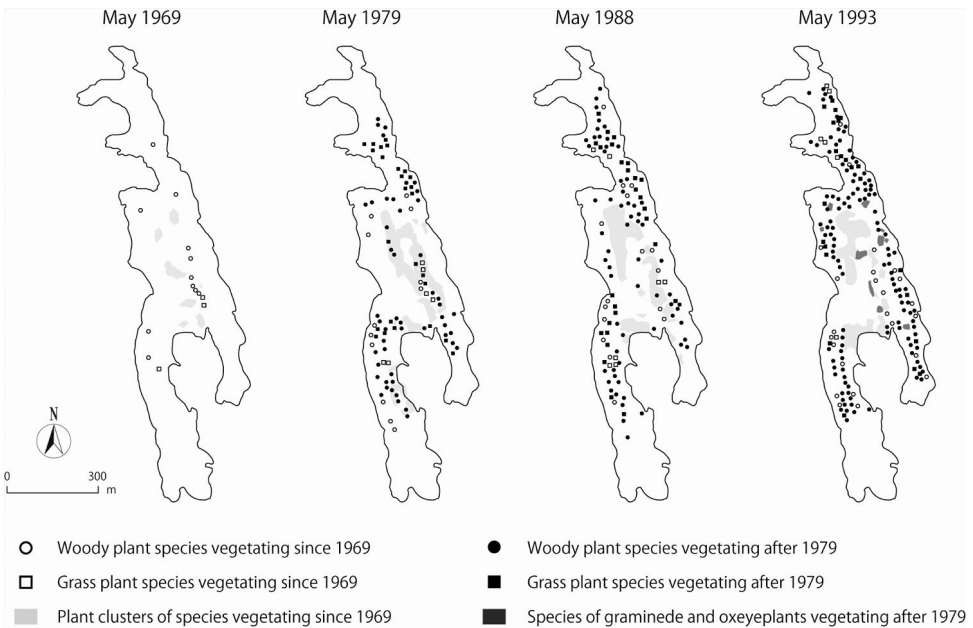 May 1969
May 1979
May 1988
May 1993
N
0
300
m
Woody plant species vegetating since 1969
Woody plant species vegetating after 1979
Grass plant species vegetating since 1969
Grass plant species vegetating after 1979
Plant clusters of species vegetating since 1969
Species of graminede and oxeyeplants vegetating after 1979